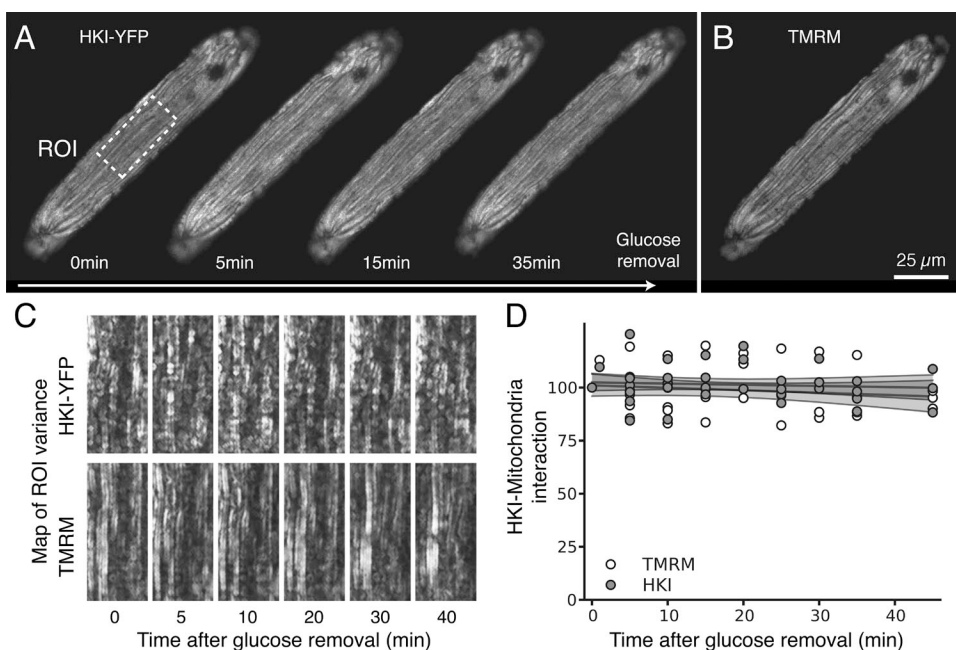 A
HKI-YFP
ROI
0min
5min
15min
35min
Glucose
removal
B
TMRM
25 µm
C
Map of ROI variance
HKI-YFP
TMRM
0
5
10
20
30
40
Time after glucose removal (min)
D
HKI-Mitochondria
interaction
100
75
50
25
0
TMRM
HKI
0
10
20
30
40
Time after glucose removal (min)